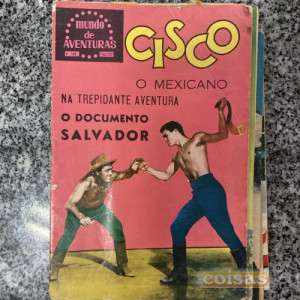 mundo
de
AVENTURAS
CISCO
O MEXICANO
NA TREPIDANTE AVENTURA
O DOCUMENTO
SALVADOR
coisas